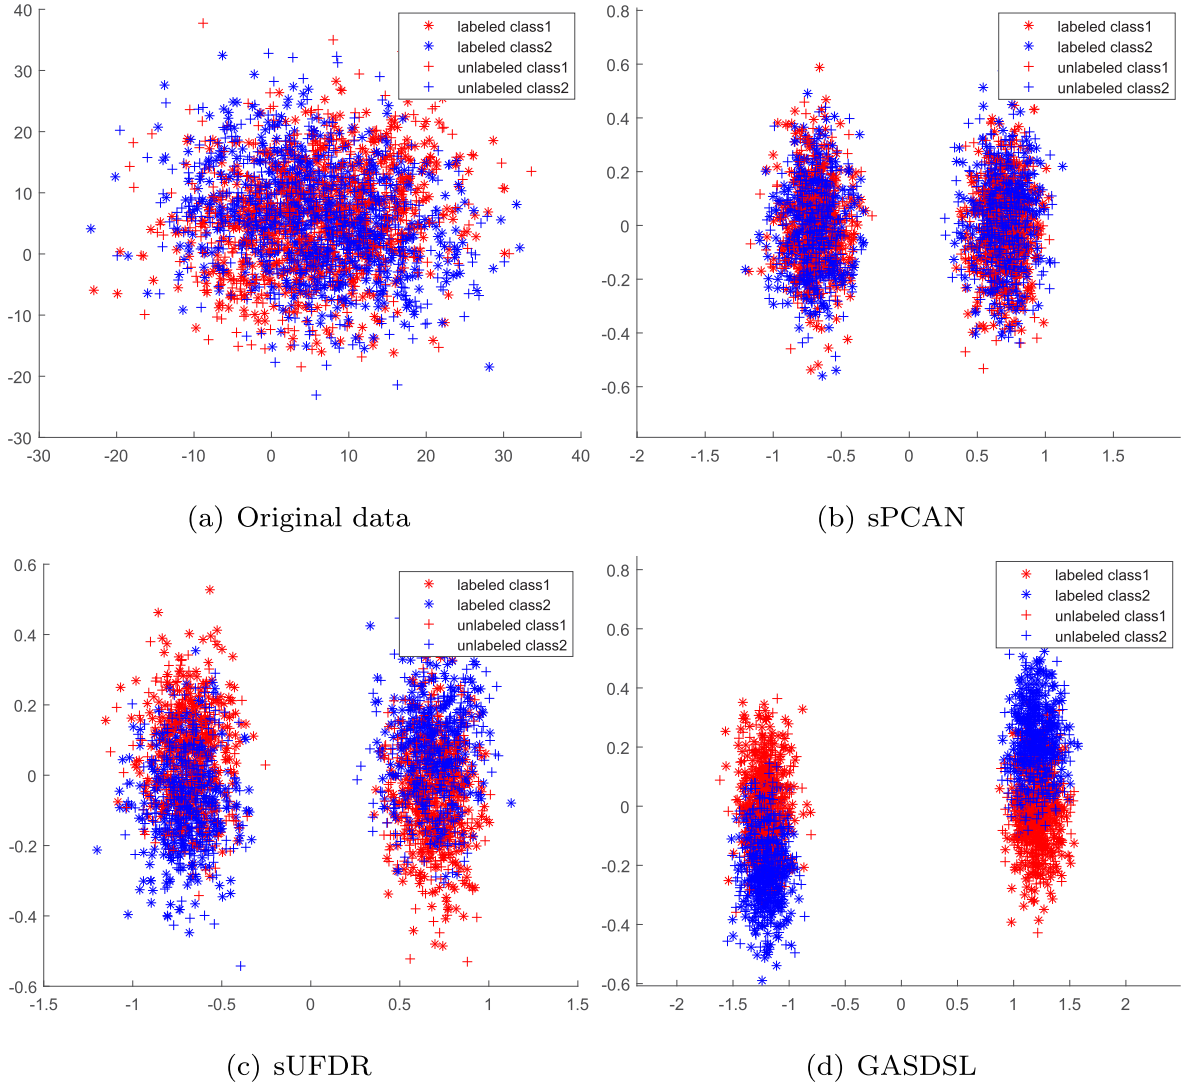 40
30
20
10
0
-10
-20
-30
-30 -20 -10 0 10 20 30 40
labeled class1
labeled class2
unlabeled class1
unlabeled class2
(a) Original data
0.8
0.6
0.4
0.2
0
-0.2
-0.4
-0.6
-2 -1.5 -1 -0.5 0 0.5 1 1.5
labeled class1
labeled class2
unlabeled class1
unlabeled class2
(b) sPCAN
0.6
0.4
0.2
0
-0.2
-0.4
-0.6
-1.5 -1 -0.5 0 0.5 1 1.5
labeled class1
labeled class2
unlabeled class1
unlabeled class2
(c) sUFDR
0.8
0.6
0.4
0.2
0
-0.2
-0.4
-0.6
-2 -1 -1 0 1 1 2
labeled class1
labeled class2
unlabeled class1
unlabeled class2
(d) GASDSL